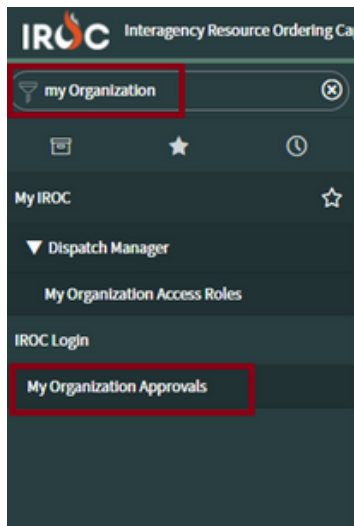 IROC Interagency Resource Ordering Ca
my Organization
My IROC
Dispatch Manager
My Organization Access Roles
IROC Login
My Organization Approvals